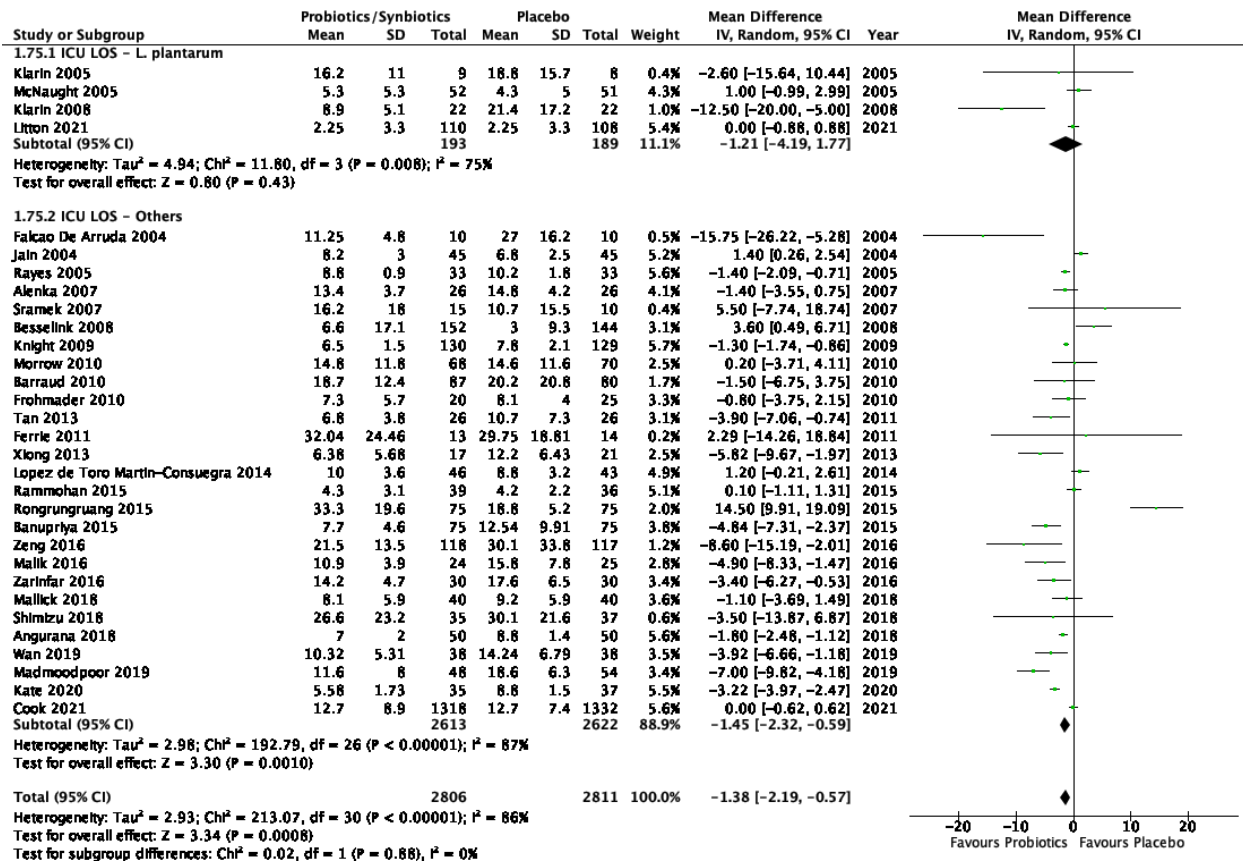 Probiotics/Synbiotics Placebo Mean Difference Mean Difference
Study or Subgroup Mean SD Total Mean SD Total Weight IV, Random, 95% CI Year IV, Random, 95% CI
1.75.1 ICU LOS – L. plantarum
Klarin 2005 16.2 11 9 18.8 15.7 8 0.4% −2.60 [−15.64, 10.44] 2005
McNaught 2005 5.3 5.3 52 4.3 5 51 4.3% 1.00 [−0.99, 2.99] 2005
Klarin 2008 8.9 5.1 22 21.4 17.2 22 1.0% −12.50 [−20.00, −5.00] 2008
Litton 2021 2.25 3.3 110 2.25 3.3 108 5.4% 0.00 [−0.88, 0.88] 2021
Subtotal (95% CI) 193 189 11.1% −1.21 [−4.19, 1.77]
Heterogeneity: Tau² = 4.94; Chi² = 11.80, df = 3 (P = 0.008); I² = 75%
Test for overall effect: Z = 0.80 (P = 0.43)
1.75.2 ICU LOS – Others
Falcao De Arruda 2004 11.25 4.8 10 27 16.2 10 0.5% −15.75 [−26.22, −5.28] 2004
Jain 2004 8.2 3 45 6.8 2.5 45 5.2% 1.40 [0.26, 2.54] 2004
Rayes 2005 8.8 0.9 33 10.2 1.8 33 5.6% −1.40 [−2.09, −0.71] 2005
Alenka 2007 13.4 3.7 26 14.8 4.2 26 4.1% −1.40 [−3.55, 0.75] 2007
Sramek 2007 16.2 18 15 10.7 15.5 10 0.4% 5.50 [−7.74, 18.74] 2007
Besselink 2008 6.6 17.1 152 3 9.3 144 3.1% 3.60 [0.49, 6.71] 2008
Knight 2009 6.5 1.5 130 7.8 2.1 129 5.7% −1.30 [−1.74, −0.86] 2009
Morrow 2010 14.8 11.8 68 14.6 11.6 70 2.4% 0.20 [−3.71, 4.11] 2010
Barraud 2010 18.7 12.4 87 20.2 20.8 80 1.7% −1.50 [−6.75, 3.75] 2010
Frohmader 2010 7.3 5.7 20 8.1 4 25 3.3% −0.80 [−3.75, 2.15] 2010
Tan 2013 6.8 3.8 26 10.7 7.3 26 3.1% −3.90 [−7.06, −0.74] 2011
Ferrie 2011 32.04 24.46 13 29.75 18.81 14 0.2% 2.29 [−14.26, 18.84] 2011
Xiong 2013 6.38 5.68 17 12.2 6.43 21 2.5% −5.82 [−9.67, −1.97] 2013
Lopez de Toro Martin–Consuegra 2014 10 3.6 46 8.8 3.2 43 4.9% 1.20 [−0.21, 2.61] 2014
Rammohan 2015 4.3 3.1 39 4.2 2.2 36 5.1% 0.10 [−1.11, 1.31] 2015
Rongrungruang 2015 33.3 19.6 75 18.8 5.2 75 2.0% 14.50 [9.91, 19.09] 2015
Banupriya 2015 7.7 4.6 75 12.54 9.91 75 3.8% −4.84 [−7.31, −2.37] 2015
Zeng 2016 21.5 13.5 118 30.1 33.8 117 1.2% −8.60 [−15.19, −2.01] 2016
Malik 2016 10.9 3.9 24 15.8 7.8 25 2.8% −4.90 [−8.33, −1.47] 2016
Zarinfar 2016 14.2 4.7 30 17.6 6.5 30 3.4% −3.40 [−6.27, −0.53] 2016
Mallick 2018 8.1 5.9 40 9.2 5.9 40 3.6% −1.10 [−3.69, 1.49] 2018
Shimizu 2018 26.6 23.2 35 30.1 21.6 37 0.6% −3.50 [−13.87, 6.87] 2018
Angurana 2018 7 2 50 8.8 1.4 50 5.6% −1.80 [−2.48, −1.12] 2018
Wan 2019 10.32 5.31 38 14.24 6.79 38 3.5% −3.92 [−6.66, −1.18] 2019
Madmoodpoor 2019 11.6 8 48 18.6 6.3 54 3.4% −7.00 [−9.82, −4.18] 2019
Kate 2020 5.58 1.73 35 8.8 1.5 37 5.5% −3.22 [−3.97, −2.47] 2020
Cook 2021 12.7 8.9 1318 12.7 7.4 1332 5.6% 0.00 [−0.62, 0.62] 2021
Subtotal (95% CI) 2613 2622 88.9% −1.45 [−2.32, −0.59]
Heterogeneity: Tau² = 2.98; Chi² = 192.79, df = 26 (P < 0.00001); I² = 87%
Test for overall effect: Z = 3.30 (P = 0.0010)
Total (95% CI) 2806 2811 100.0% −1.38 [−2.19, −0.57]
Heterogeneity: Tau² = 2.93; Chi² = 213.07, df = 30 (P < 0.00001); I² = 86%
Test for overall effect: Z = 3.34 (P = 0.0008)
Test for subgroup differences: Chi² = 0.02, df = 1 (P = 0.88), I² = 0%
−20 −10 0 10 20
Favours Probiotics Favours Placebo